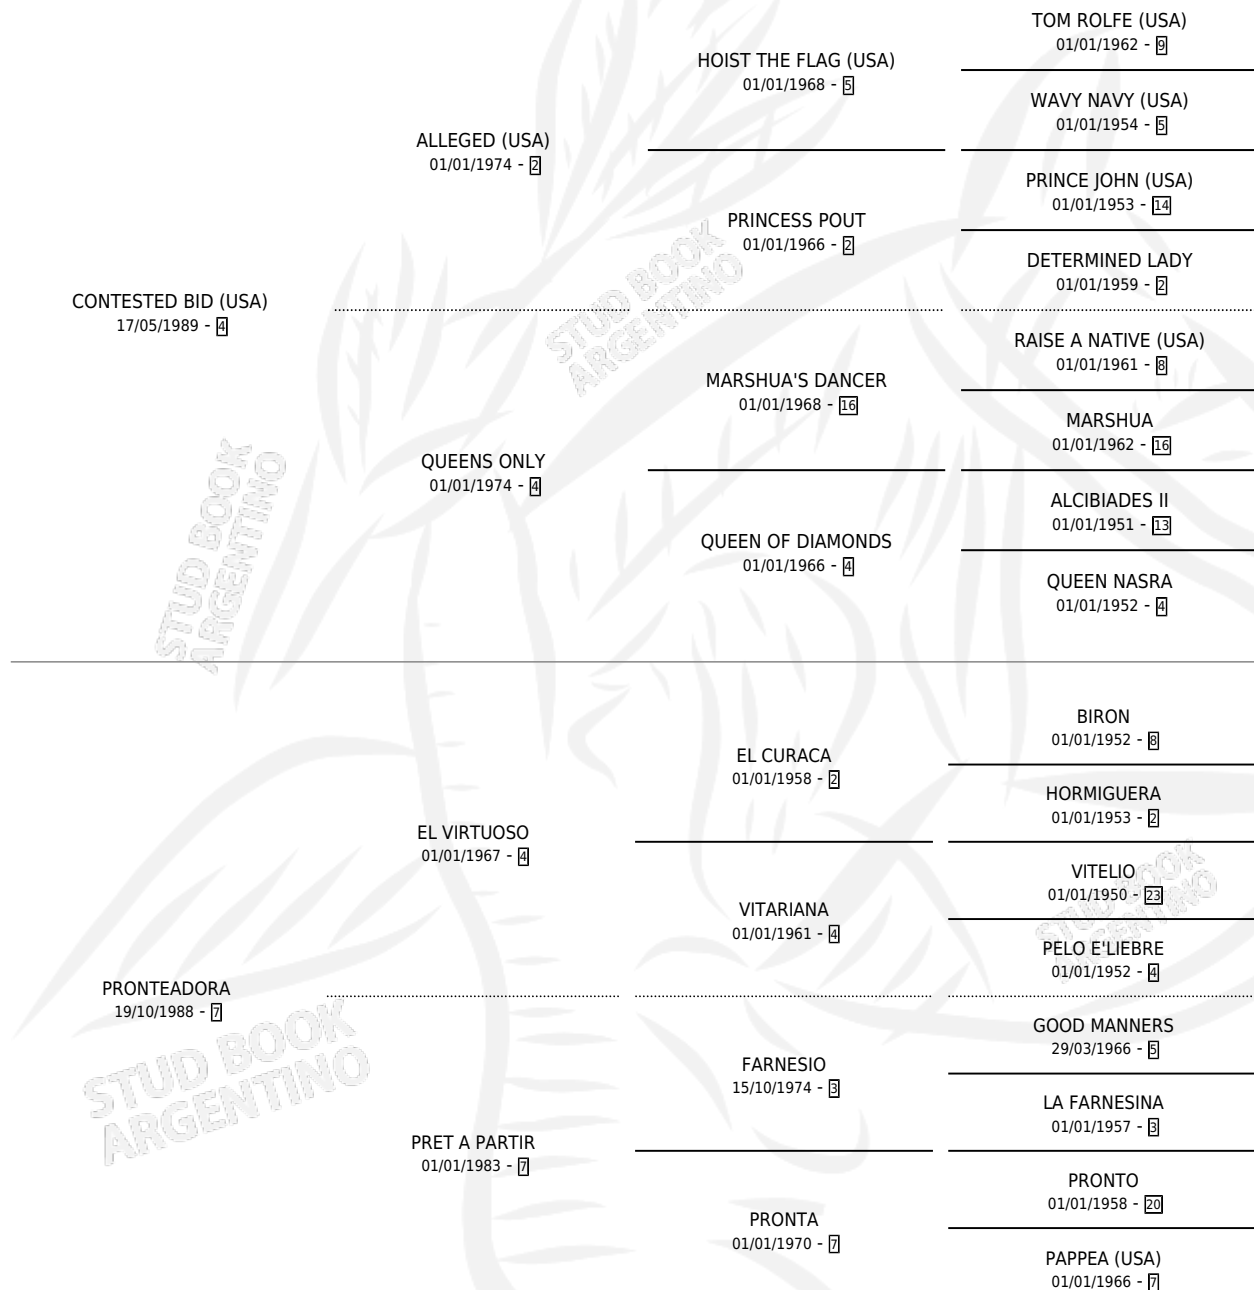 TOM ROLFE (USA)
01/01/1962 - 9
HOIST THE FLAG (USA)
01/01/1968 - 5
WAVY NAVY (USA)
01/01/1954 - 5
ALLEGED (USA)
01/01/1974 - 2
PRINCE JOHN (USA)
01/01/1953 - 14
PRINCESS POUT
01/01/1966 - 2
DETERMINED LADY
01/01/1959 - 2
CONTESTED BID (USA)
17/05/1989 - 4
STUD BOOK
ARGENTINO
RAISE A NATIVE (USA)
01/01/1961 - 8
MARSHUA'S DANCER
01/01/1968 - 16
MARSHUA
01/01/1962 - 16
QUEENS ONLY
01/01/1974 - 4
ALCIBIADES II
01/01/1951 - 13
QUEEN OF DIAMONDS
01/01/1966 - 4
QUEEN NASRA
01/01/1952 - 4
STUD BOOK
ARGENTINO
BIRON
01/01/1952 - 8
EL CURACA
01/01/1958 - 2
HORMIGUERA
01/01/1953 - 2
EL VIRTUOSO
01/01/1967 - 4
VITELIO
01/01/1950 - 23
VITARIANA
01/01/1961 - 4
PELO E'LIEBRE
01/01/1952 - 4
STUD BOOK
ARGENTINO
PRONTEADORA
19/10/1988 - 7
STUD BOOK
ARGENTINO
GOOD MANNERS
29/03/1966 - 5
FARNESIO
15/10/1974 - 3
LA FARNESINA
01/01/1957 - 3
PRET A PARTIR
01/01/1983 - 7
PRONTO
01/01/1958 - 20
PRONTA
01/01/1970 - 7
PAPPEA (USA)
01/01/1966 - 7